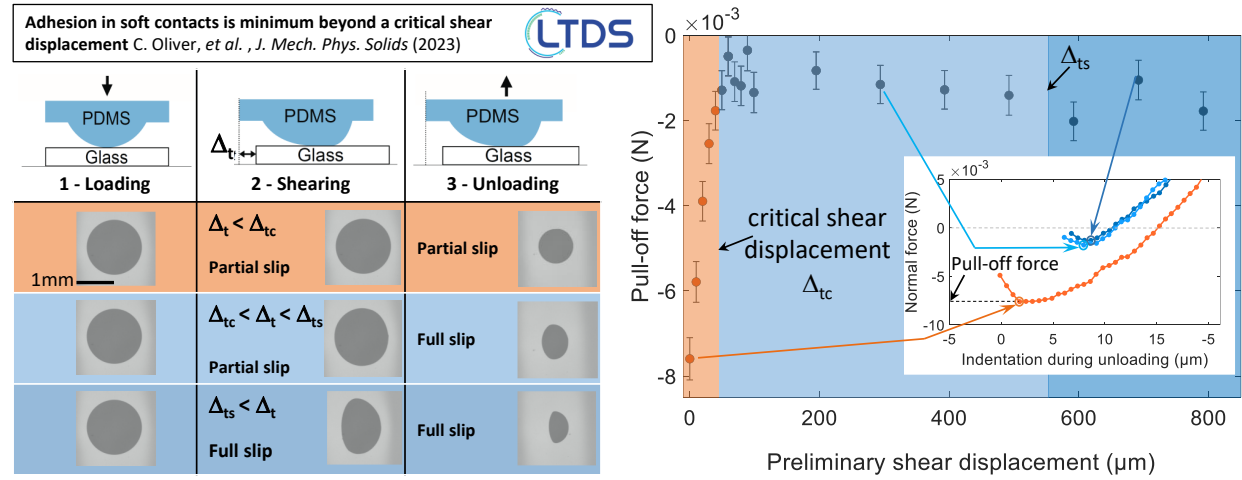 Adhesion in soft contacts is minimum beyond a critical shear
displacement C. Oliver, et al. , J. Mech. Phys. Solids (2023)
LTDS
PDMS
Glass
1 - Loading
PDMS
Δt
Glass
2 - Shearing
PDMS
Glass
3 - Unloading
1mm
Δt < Δtc
Partial slip
Partial slip
Δtc < Δt < Δts
Partial slip
Full slip
Δts < Δt
Full slip
Full slip
×10⁻³
0
-2
-4
-6
-8
Pull-off force (N)
0
200
400
600
800
Preliminary shear displacement (μm)
Δts
critical shear
displacement
Δtc
×10⁻³
5
0
-5
-10
Normal force (N)
Pull-off force
-5
0
5
10
15
-5
Indentation during unloading (μm)